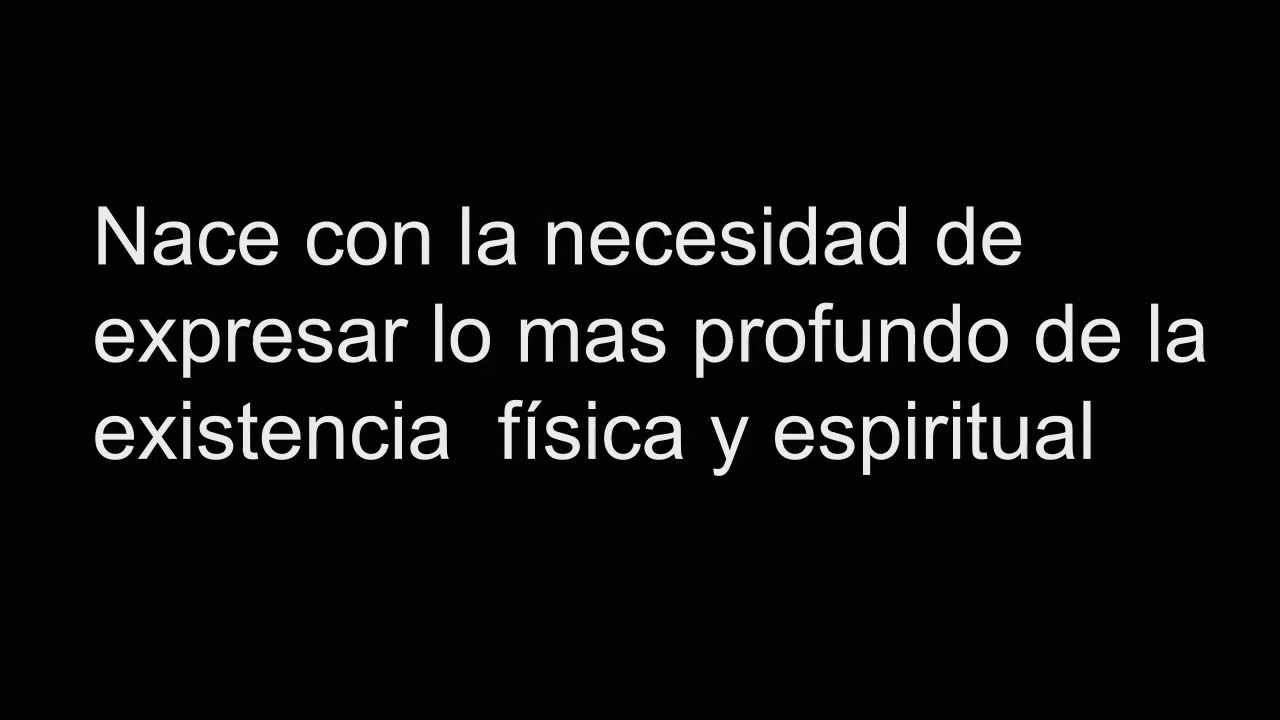 Nace con la necesidad de
expresar lo mas profundo de la
existencia  física y espiritual